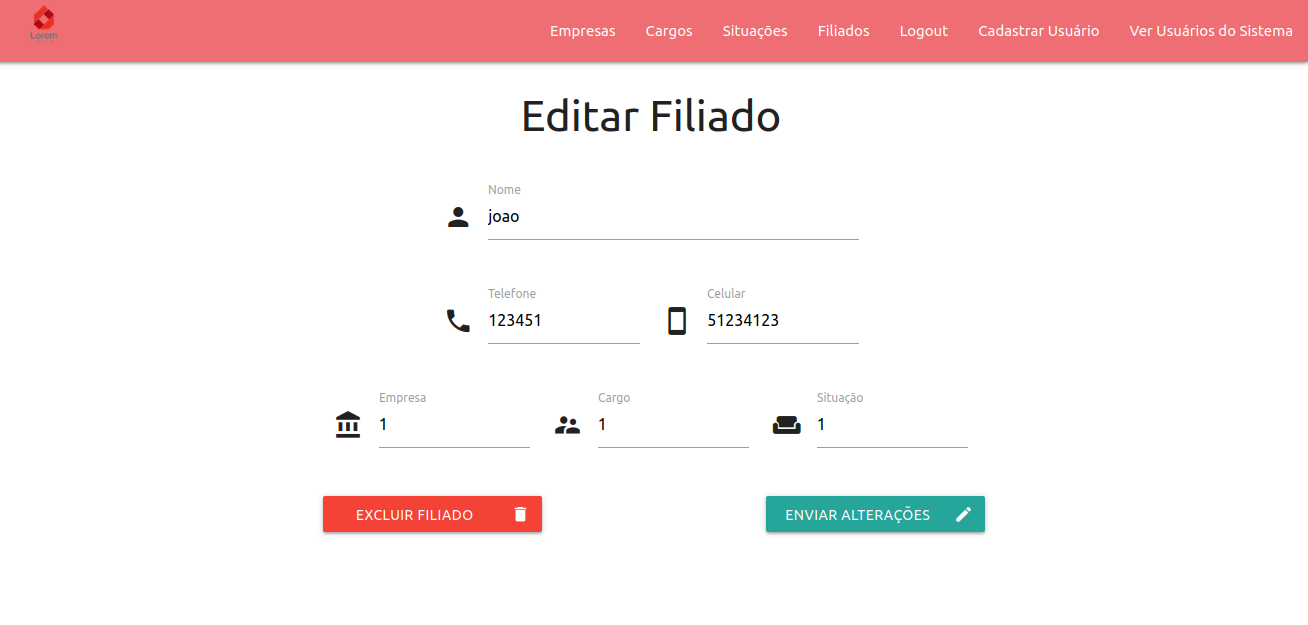 Lorem
Empresas Cargos Situações Filiados Logout Cadastrar Usuário Ver Usuários do Sistema
Editar Filiado
Nome
joao
Telefone Celular
123451 51234123
Empresa Cargo Situação
1 1 1
EXCLUIR FILIADO ENVIAR ALTERAÇÕES